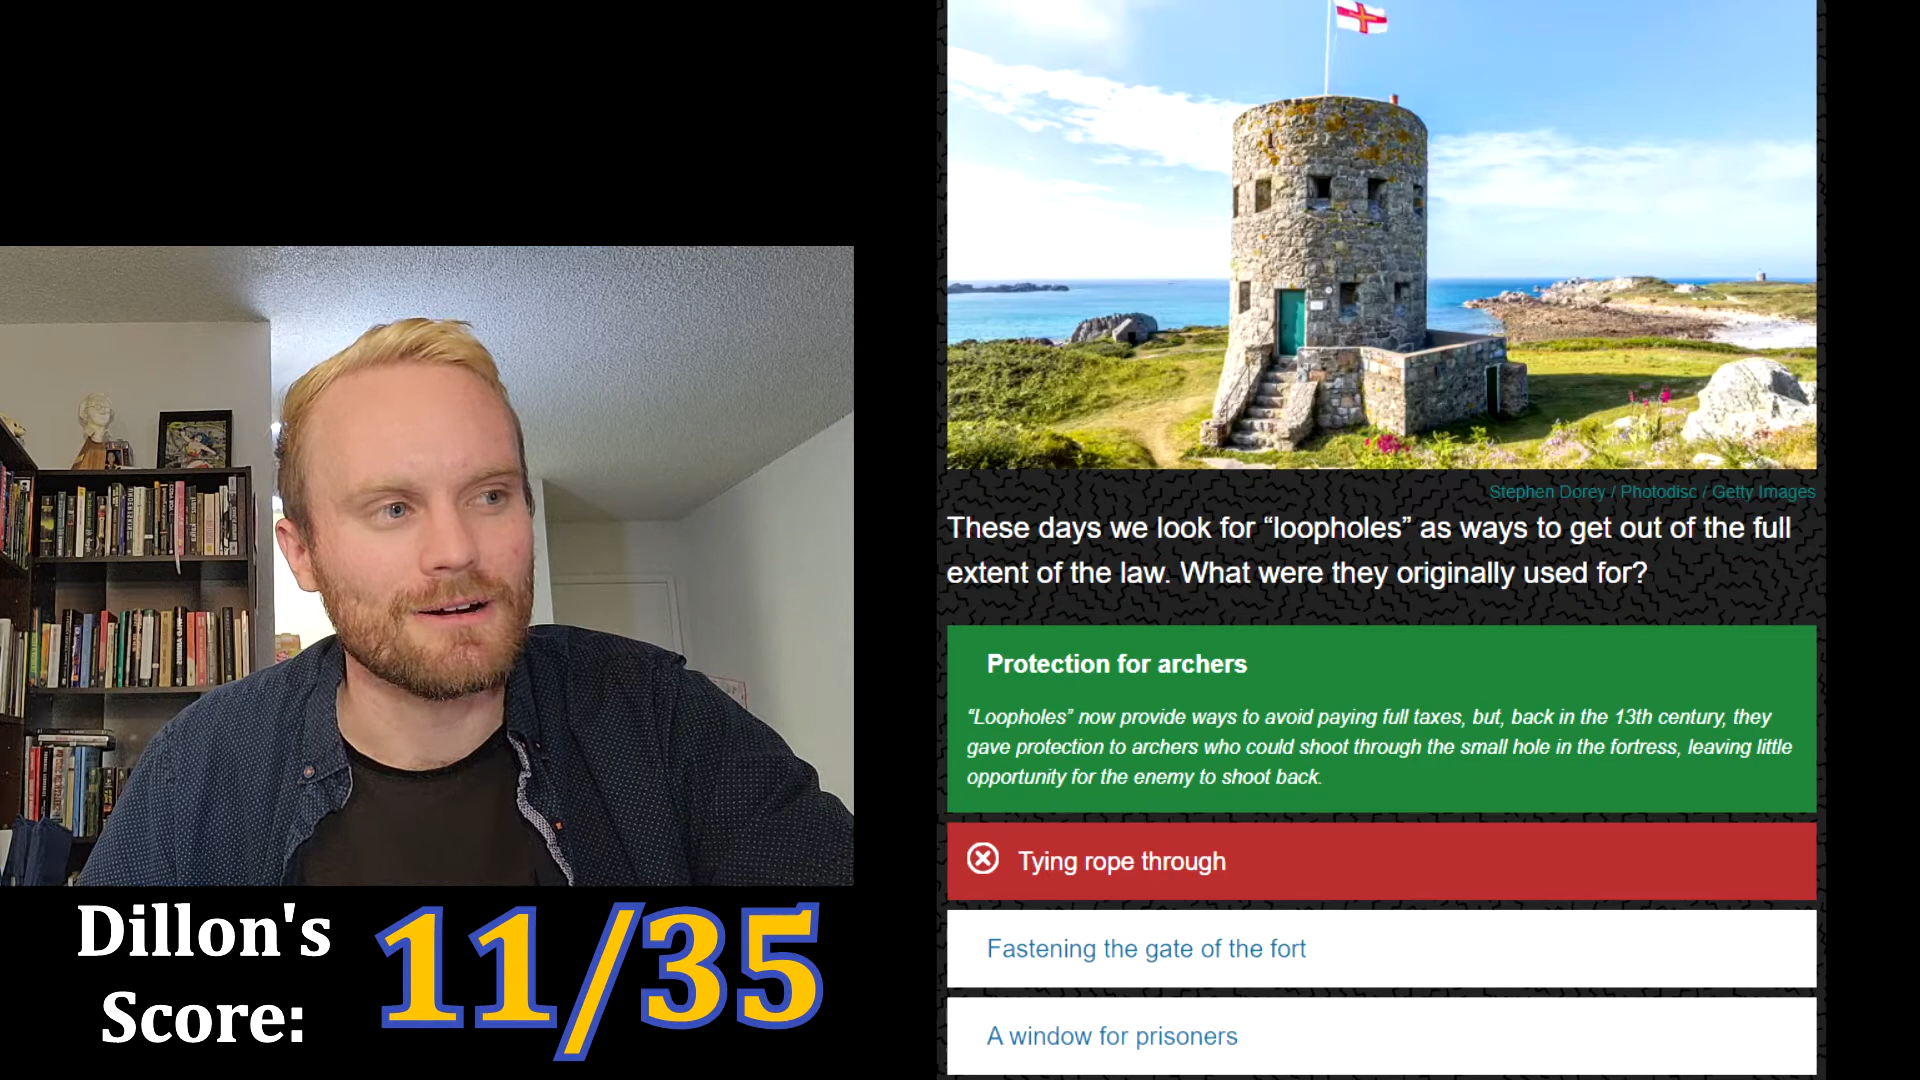 Stephen Dorey / Photodisc / Getty Images
These days we look for “loopholes” as ways to get out of the full
extent of the law. What were they originally used for?
Protection for archers
“Loopholes” now provide ways to avoid paying full taxes, but, back in the 13th century, they
gave protection to archers who could shoot through the small hole in the fortress, leaving little
opportunity for the enemy to shoot back.
Tying rope through
Fastening the gate of the fort
A window for prisoners
Dillon's
Score:
11/35